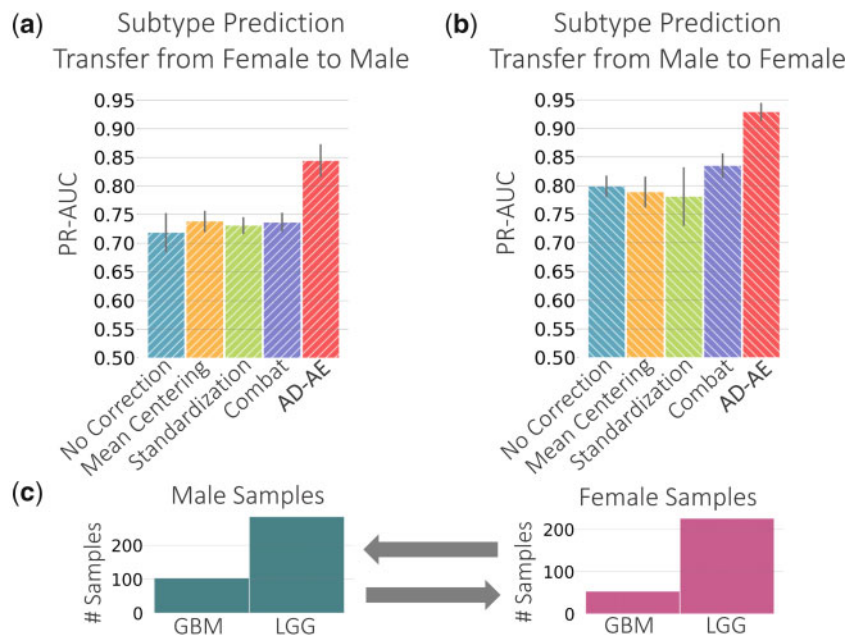 (a) Subtype Prediction
Transfer from Female to Male
PR-AUC
0.95
0.90
0.85
0.80
0.75
0.70
0.65
0.60
0.55
0.50
No Correction
Mean Centering
Standardization
Combat
AD-AE
(b) Subtype Prediction
Transfer from Male to Female
PR-AUC
0.95
0.90
0.85
0.80
0.75
0.70
0.65
0.60
0.55
0.50
No Correction
Mean Centering
Standardization
Combat
AD-AE
(c) Male Samples
# Samples
200
100
0
GBM LGG
Female Samples
# Samples
200
100
0
GBM LGG